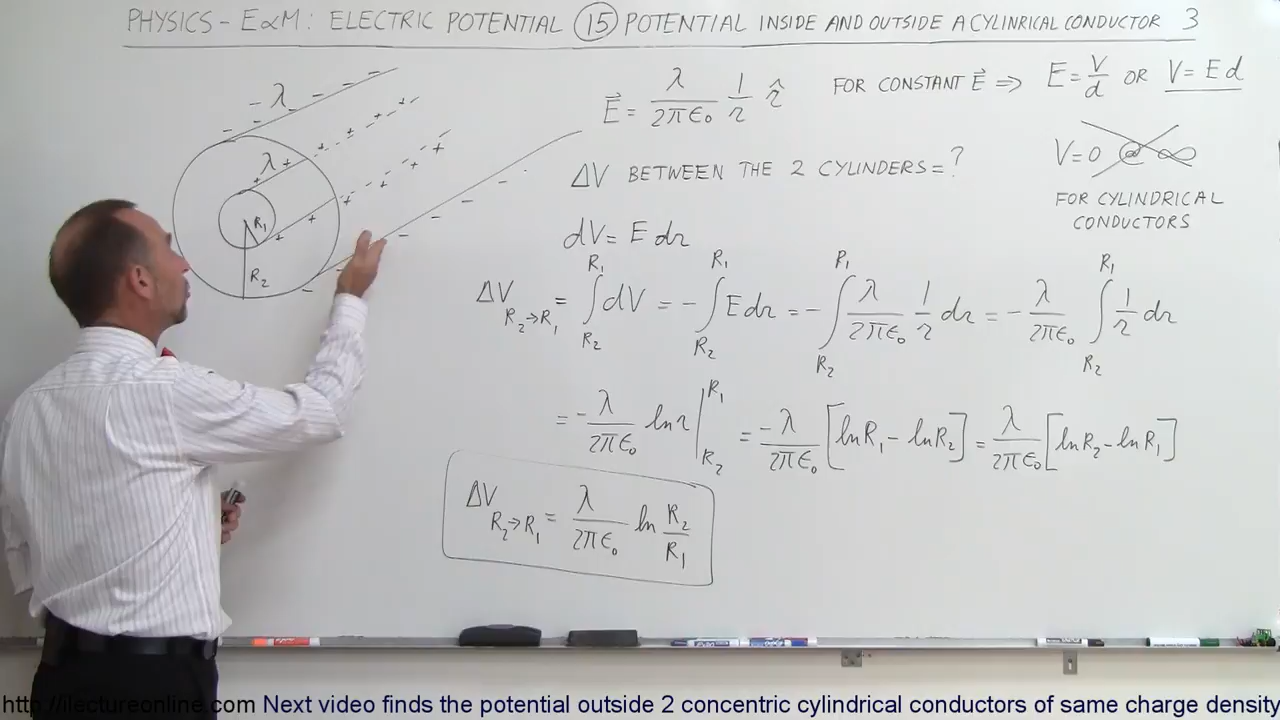 PHYSICS - E&M: ELECTRIC POTENTIAL (15) POTENTIAL INSIDE AND OUTSIDE A CYLINRICAL CONDUCTOR 3
- λ - - -
λ + + + +
R₁
R₂
E⃗ = λ/(2πε₀) 1/r r̂
FOR CONSTANT E⃗ ⇒ E = V/d OR V = Ed
V=0 @ ∞
FOR CYLINDRICAL
CONDUCTORS
ΔV BETWEEN THE 2 CYLINDERS = ?
dV = E dr
ΔV R₂→R₁ = ∫_{R₂}^{R₁} dV = -∫_{R₂}^{R₁} E dr = -∫_{R₂}^{R₁} λ/(2πε₀) 1/r dr = -λ/(2πε₀) ∫_{R₂}^{R₁} 1/r dr
= -λ/(2πε₀) ln r |_{R₂}^{R₁} = -λ/(2πε₀) [ln R₁ - ln R₂] = λ/(2πε₀) [ln R₂ - ln R₁]
ΔV R₂→R₁ = λ/(2πε₀) ln R₂/R₁
http://ilectureonline.com Next video finds the potential outside 2 concentric cylindrical conductors of same charge density